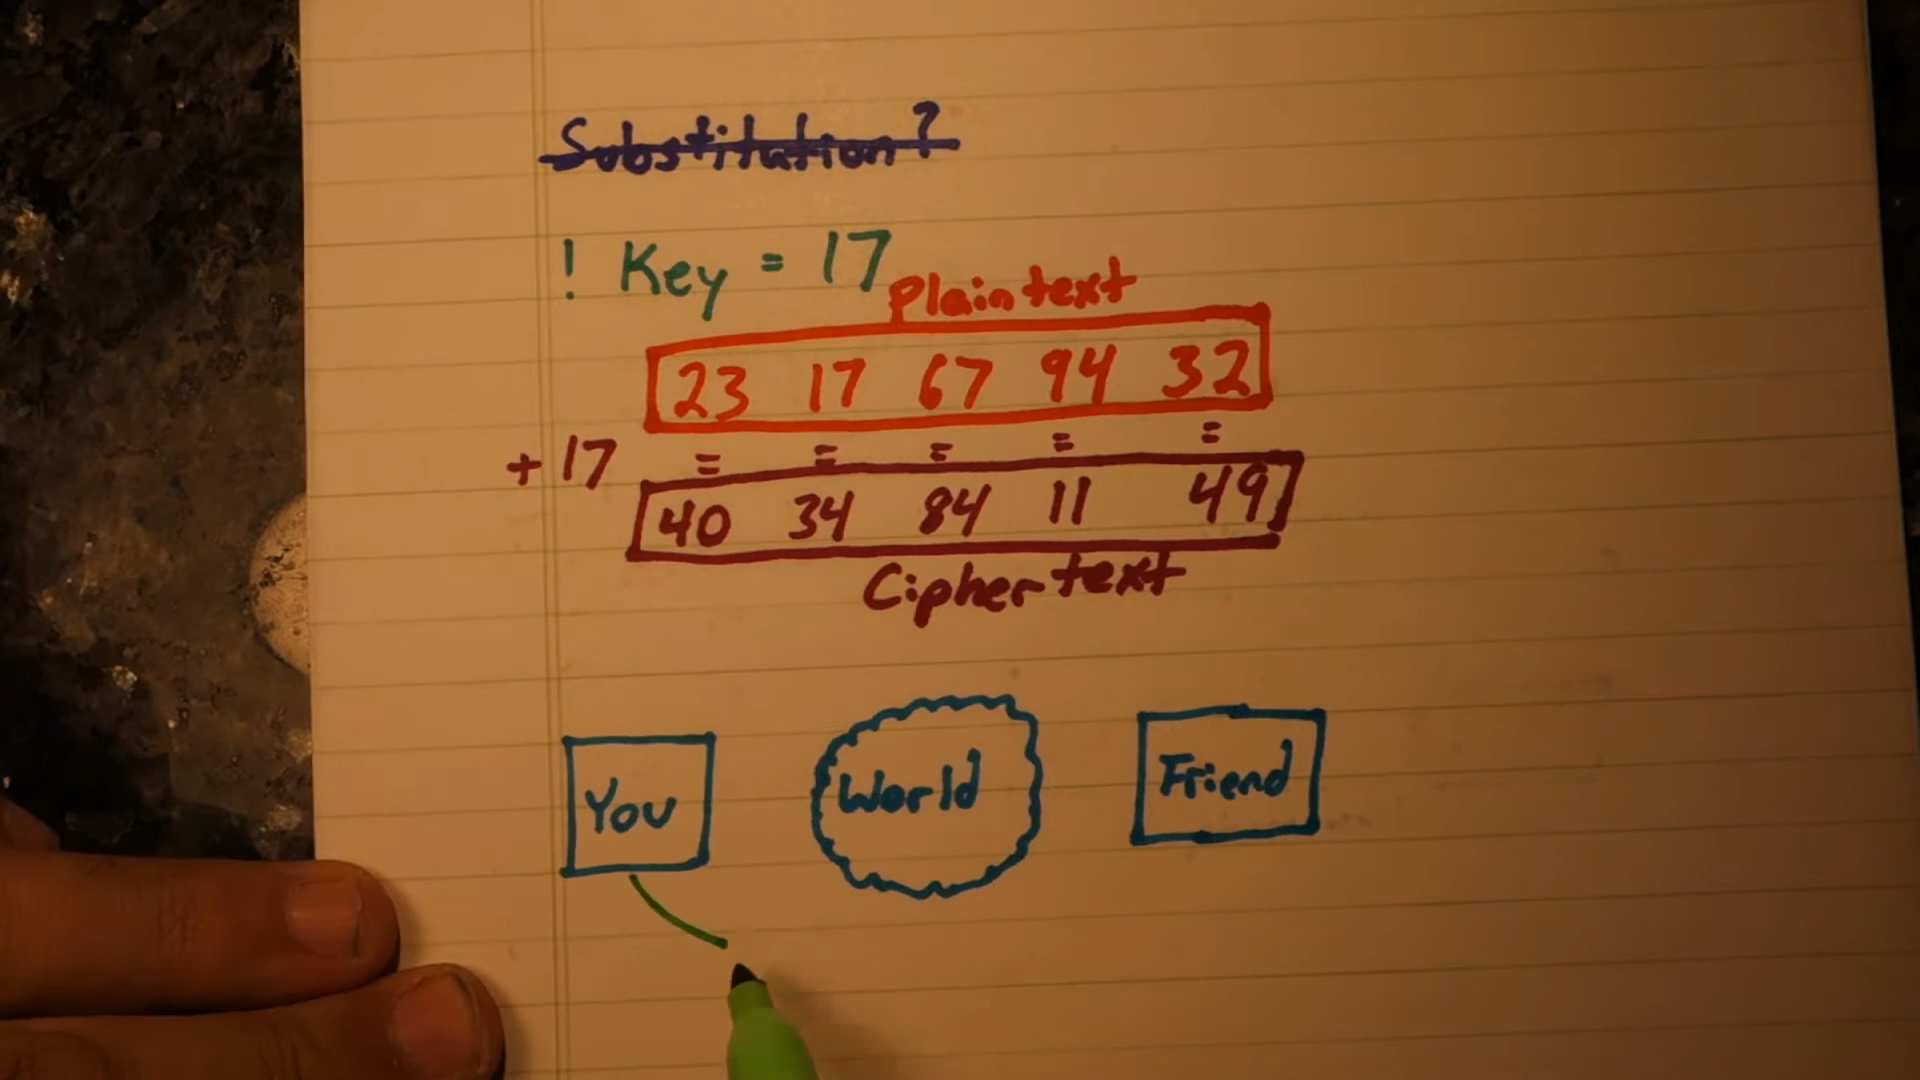 Substitution?
! Key = 17
Plaintext
23 17 67 94 32
+ 17 = = = = =
40 34 84 11 49
Ciphertext
You World Friend